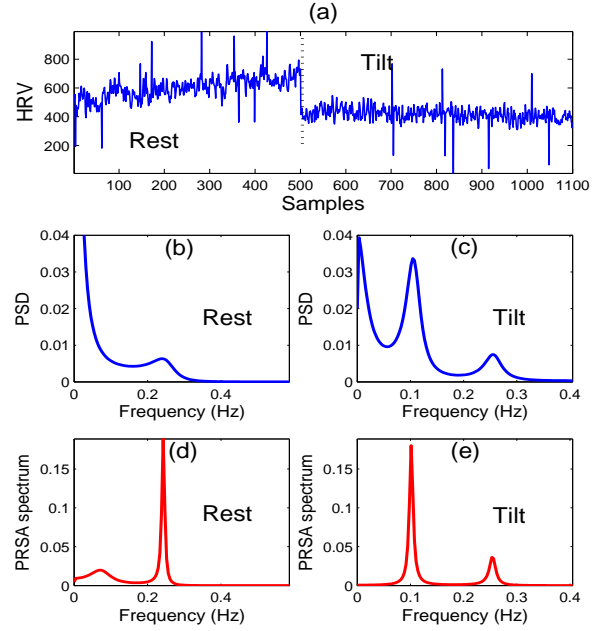 (a)
HRV
800
600
400
200
Rest
Tilt
100 200 300 400 500 600 700 800 900 1000 1100
Samples
(b)
PSD
0.04
0.03
0.02
0.01
0
Rest
0 0.2 0.4
Frequency (Hz)
(c)
PSD
0.04
0.03
0.02
0.01
0
Tilt
0 0.1 0.2 0.3 0.4
Frequency (Hz)
(d)
PRSA spectrum
0.15
0.1
0.05
0
Rest
0 0.2 0.4
Frequency (Hz)
(e)
PRSA spectrum
0.15
0.1
0.05
0
Tilt
0 0.1 0.2 0.3 0.4
Frequency (Hz)